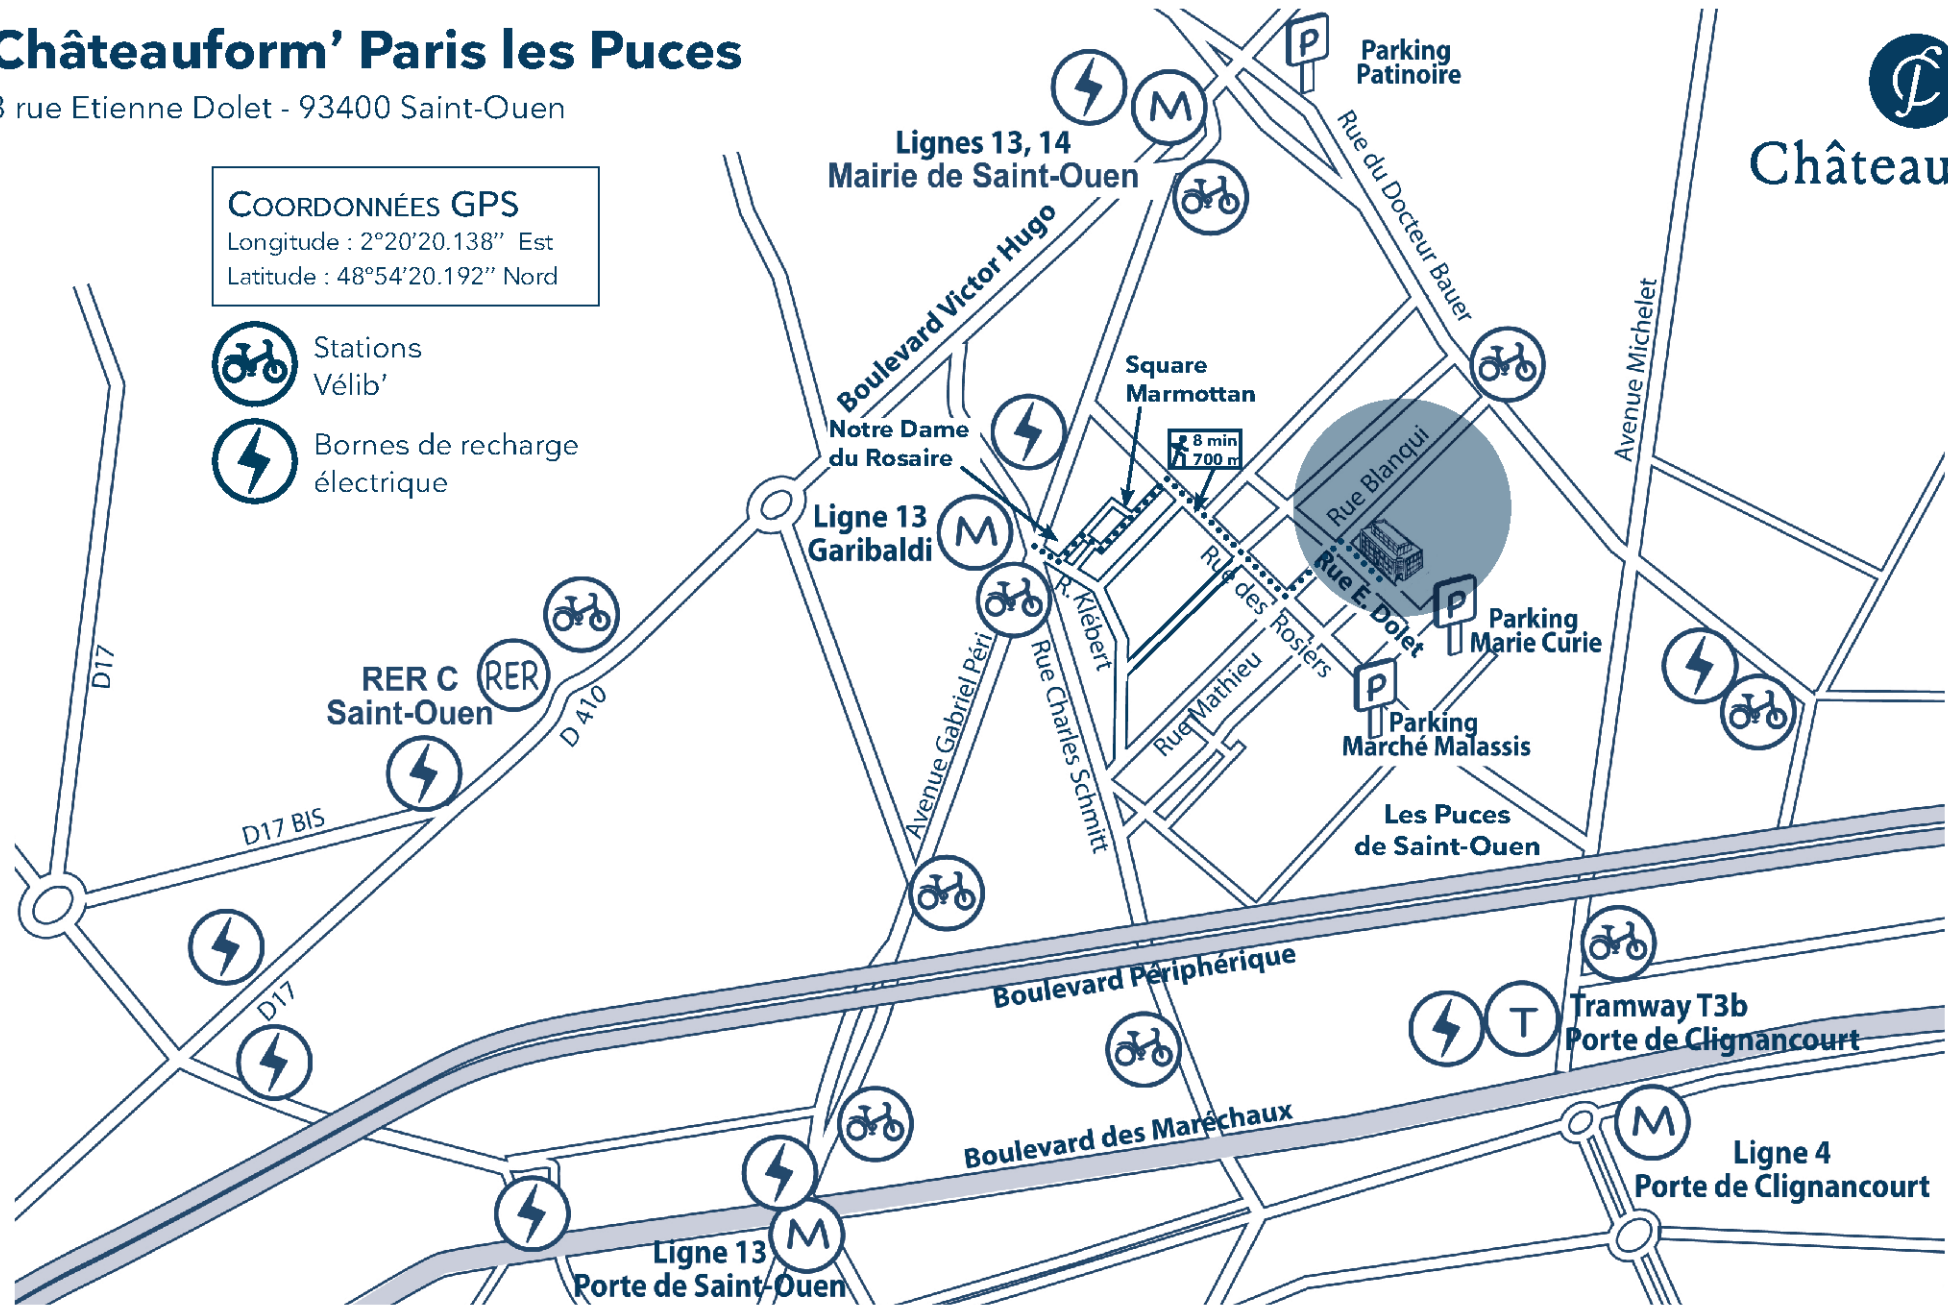 Châteauform’ Paris les Puces
rue Etienne Dolet - 93400 Saint-Ouen
COORDONNÉES GPS
Longitude : 2°20’20.138’’ Est
Latitude : 48°54’20.192’’ Nord
Stations
Vélib’
Bornes de recharge
électrique
Parking
Patinoire
P
M
Lignes 13, 14
Mairie de Saint-Ouen
Château
Rue du Docteur Bauer
Boulevard Victor Hugo
Avenue Michelet
Square
Marmottan
Notre Dame
du Rosaire
8 min
700 m
Rue Blanqui
Ligne 13
Garibaldi
M
Rue E. Dolet
Rue des Rosiers
R. Klébert
P
Parking
Marie Curie
P
Parking
Marché Malassis
Rue Mathieu
Rue Charles Schmitt
Avenue Gabriel Péri
D17
RER C
Saint-Ouen
RER
D 410
D17 BIS
Les Puces
de Saint-Ouen
D17
Boulevard Périphérique
T
Tramway T3b
Porte de Clignancourt
Boulevard des Maréchaux
M
Ligne 4
Porte de Clignancourt
Ligne 13
Porte de Saint-Ouen
M